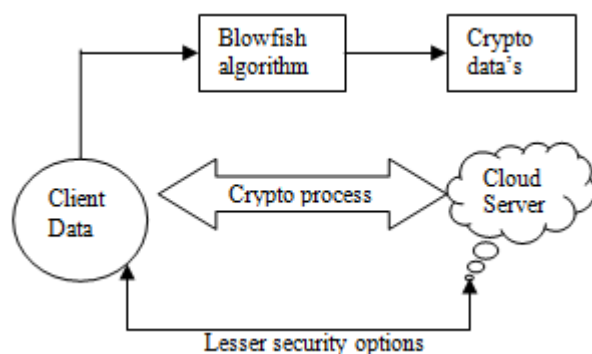 Blowfish
algorithm
Crypto
data's
Client
Data
Crypto process
Cloud
Server
Lesser security options